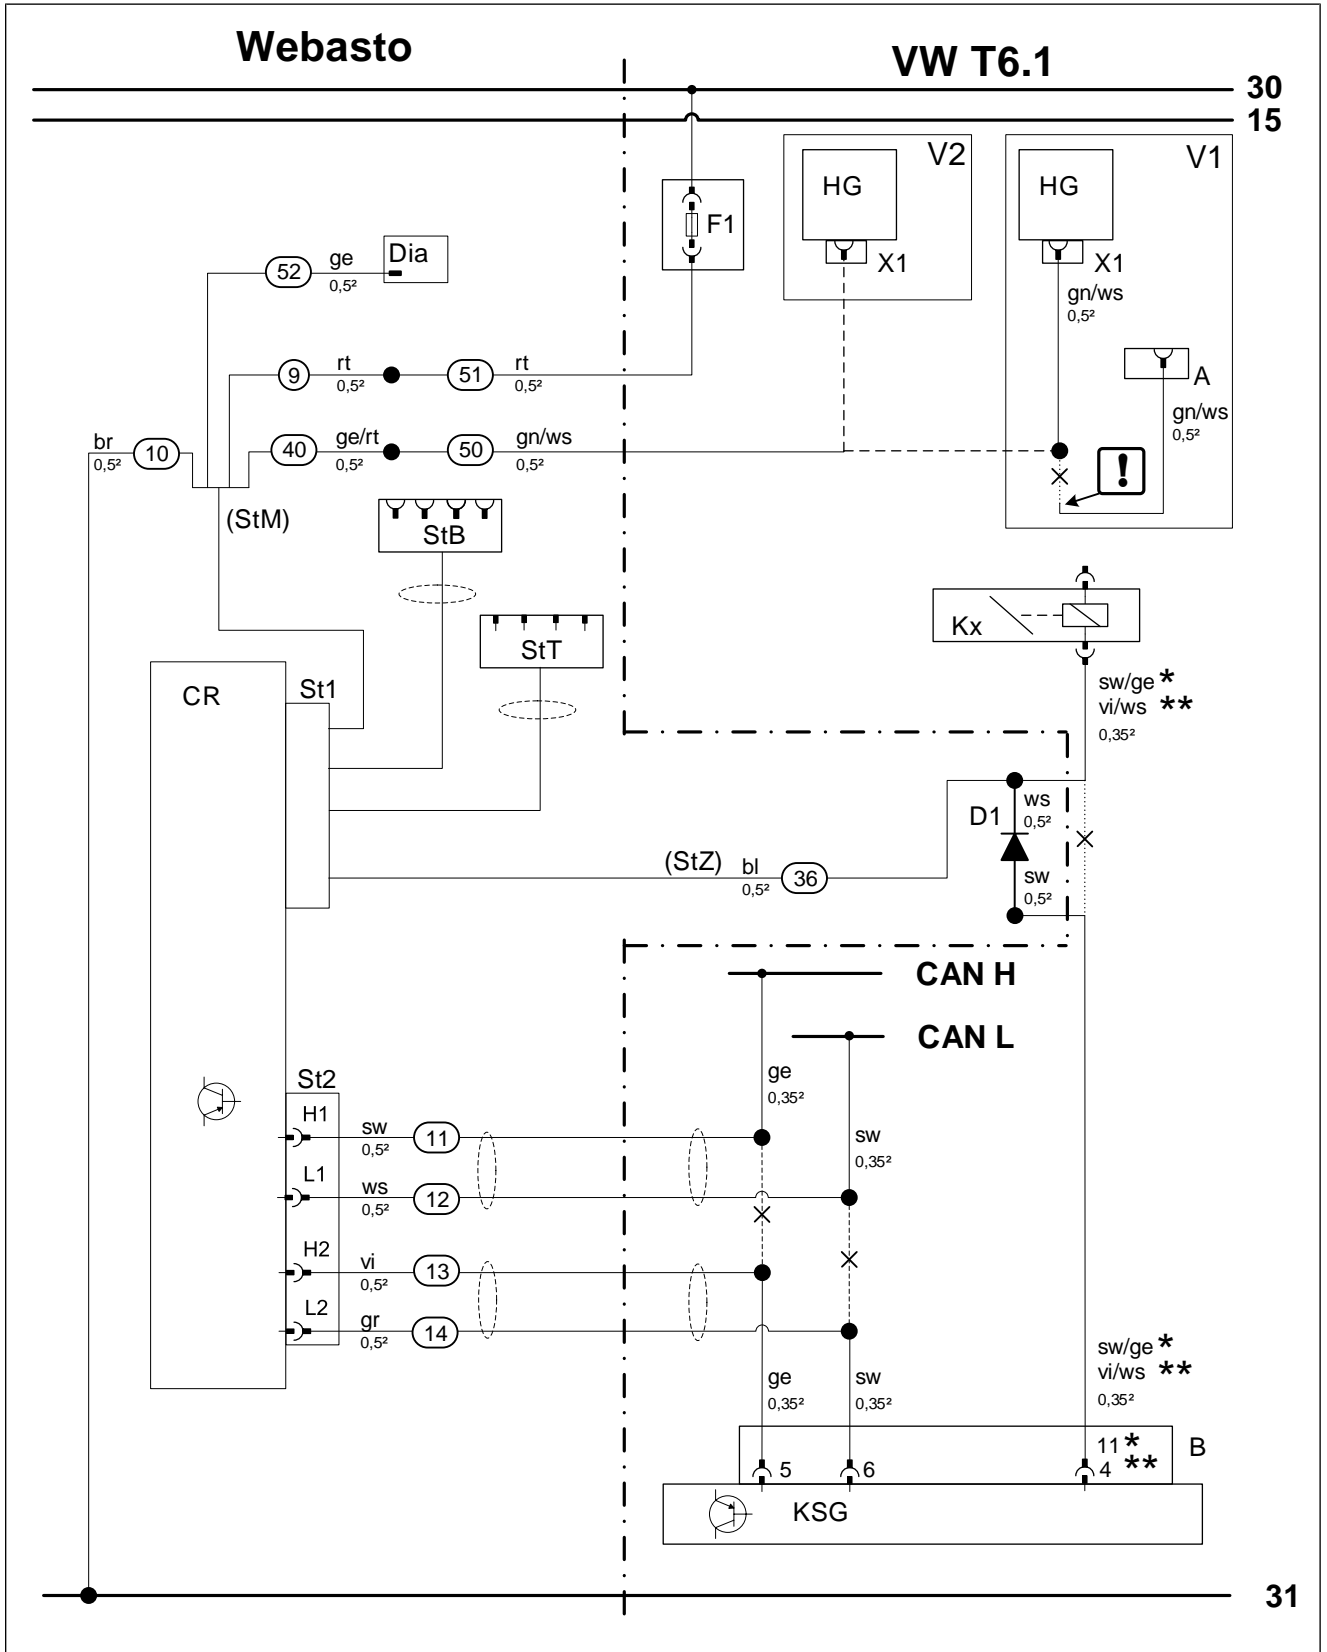 Webasto
VW T6.1
30
15
V2
V1
HG
HG
F1
X1
X1
52
ge
0,5²
Dia
gn/ws
0,5²
9
rt
0,5²
51
rt
0,5²
A
gn/ws
0,5²
br
0,5²
10
40
ge/rt
0,5²
50
gn/ws
0,5²
!
(StM)
StB
StT
Kx
CR
St1
sw/ge *
vi/ws **
0,35²
D1
ws
0,5²
(StZ)
bl
0,5²
36
sw
0,5²
CAN H
CAN L
St2
ge
0,35²
H1
sw
0,5²
11
sw
0,35²
L1
ws
0,5²
12
H2
vi
0,5²
13
L2
gr
0,5²
14
ge
0,35²
sw
0,35²
sw/ge *
vi/ws **
0,35²
5
6
11 *
4 **
B
KSG
31